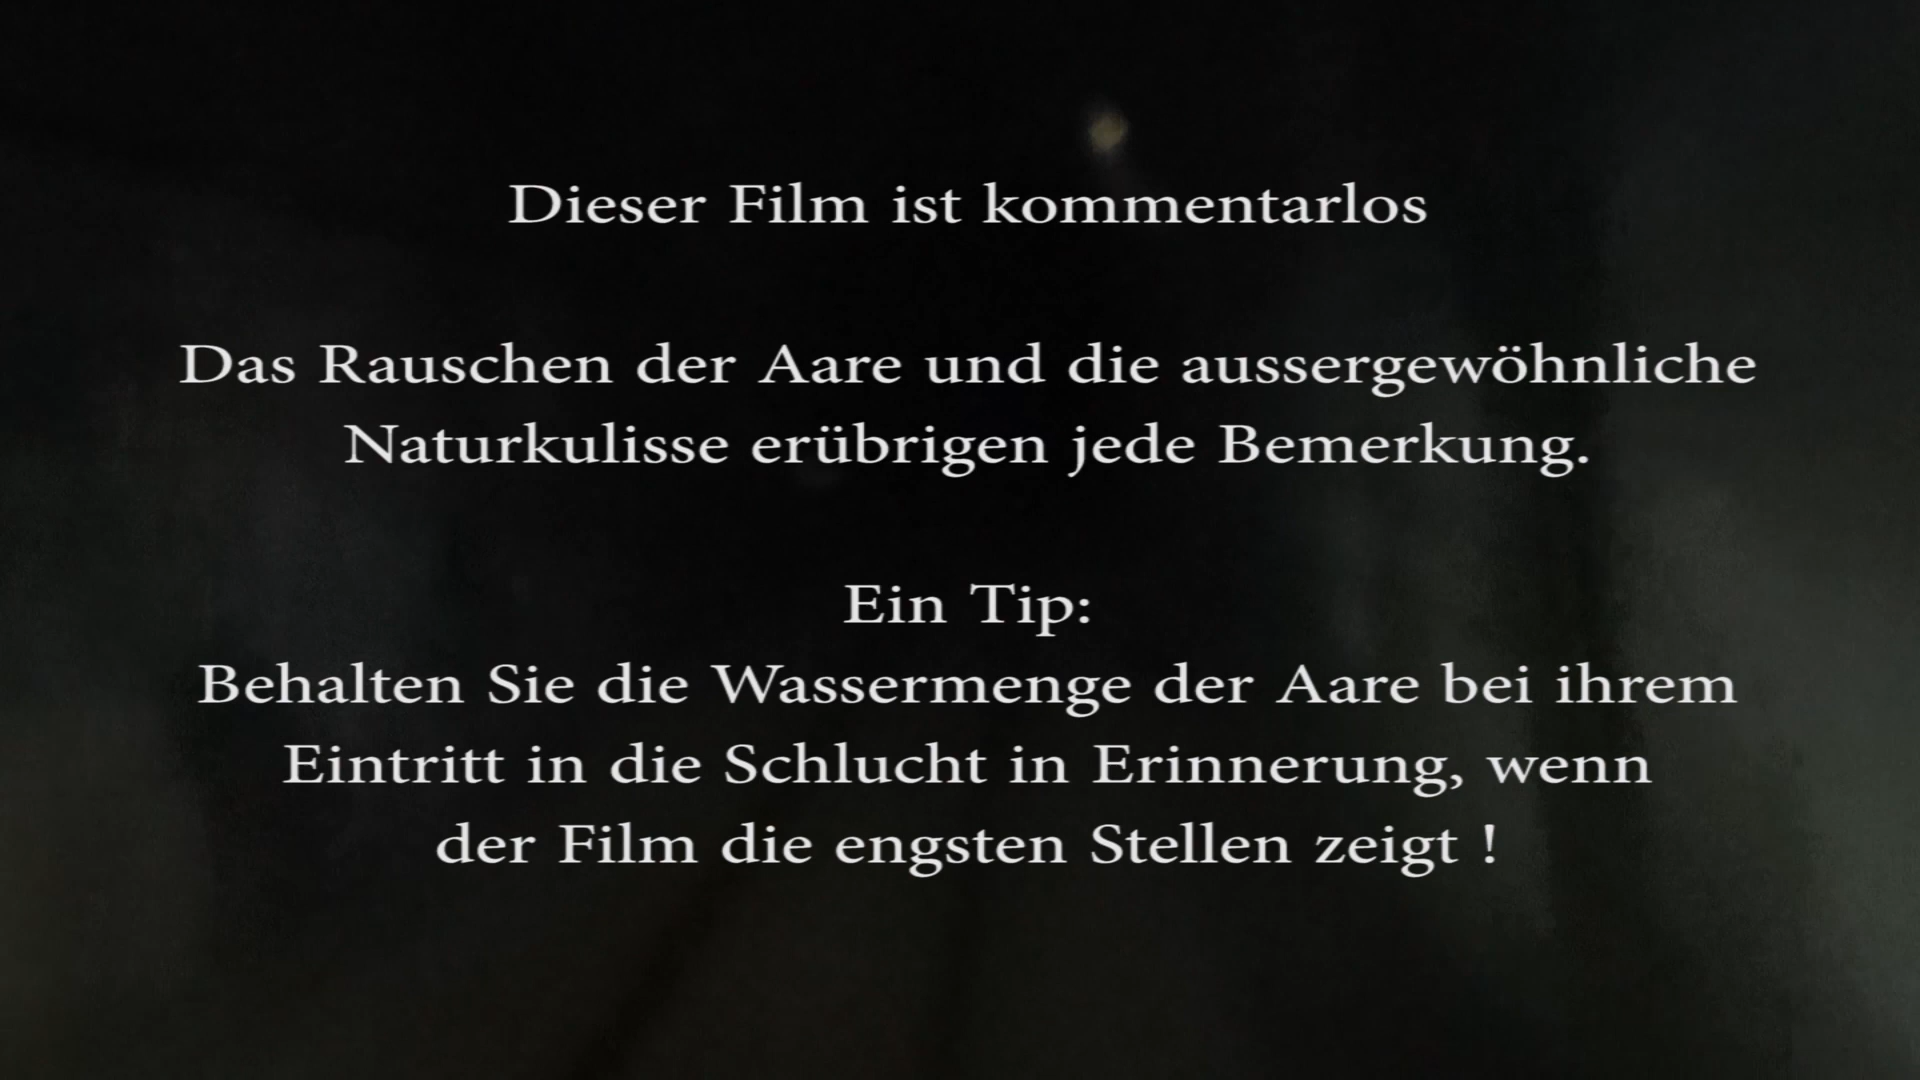 Dieser Film ist kommentarlos
Das Rauschen der Aare und die aussergewöhnliche
Naturkulisse erübrigen jede Bemerkung.
Ein Tip:
Behalten Sie die Wassermenge der Aare bei ihrem
Eintritt in die Schlucht in Erinnerung, wenn
der Film die engsten Stellen zeigt !